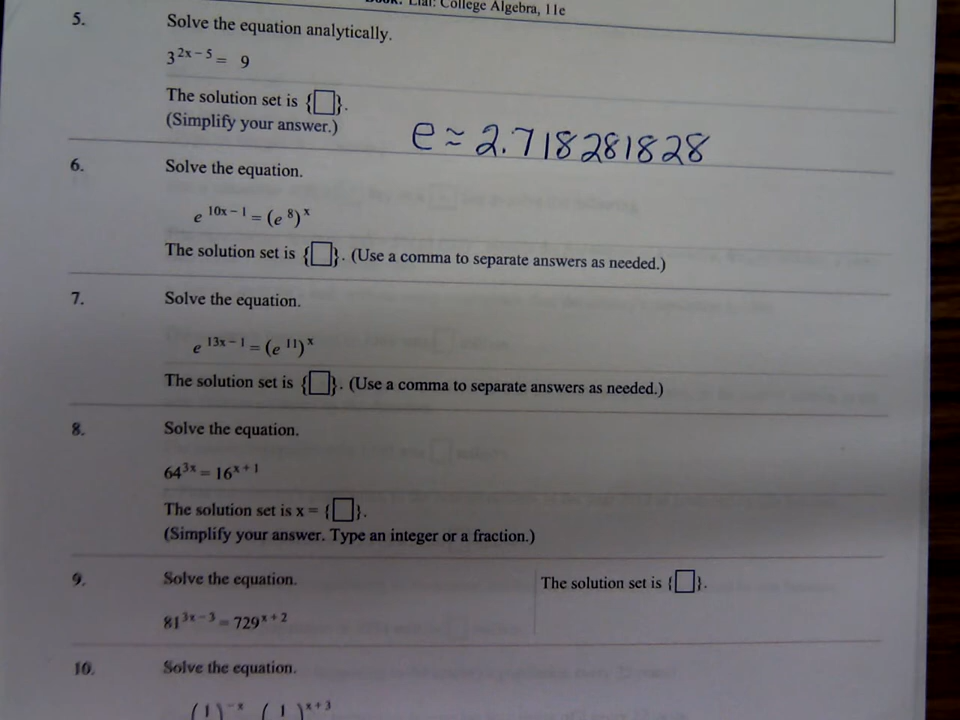 Book: Lial: College Algebra, 11e
5. Solve the equation analytically.
3^(2x − 5) = 9
The solution set is {□}.
(Simplify your answer.)
e ≈ 2.718281828
6. Solve the equation.
e^(10x − 1) = (e^8)^x
The solution set is {□}. (Use a comma to separate answers as needed.)
7. Solve the equation.
e^(13x − 1) = (e^11)^x
The solution set is {□}. (Use a comma to separate answers as needed.)
8. Solve the equation.
64^(3x) = 16^(x + 1)
The solution set is x = {□}.
(Simplify your answer. Type an integer or a fraction.)
9. Solve the equation. The solution set is {□}.
81^(3x − 3) = 729^(x + 2)
10. Solve the equation.